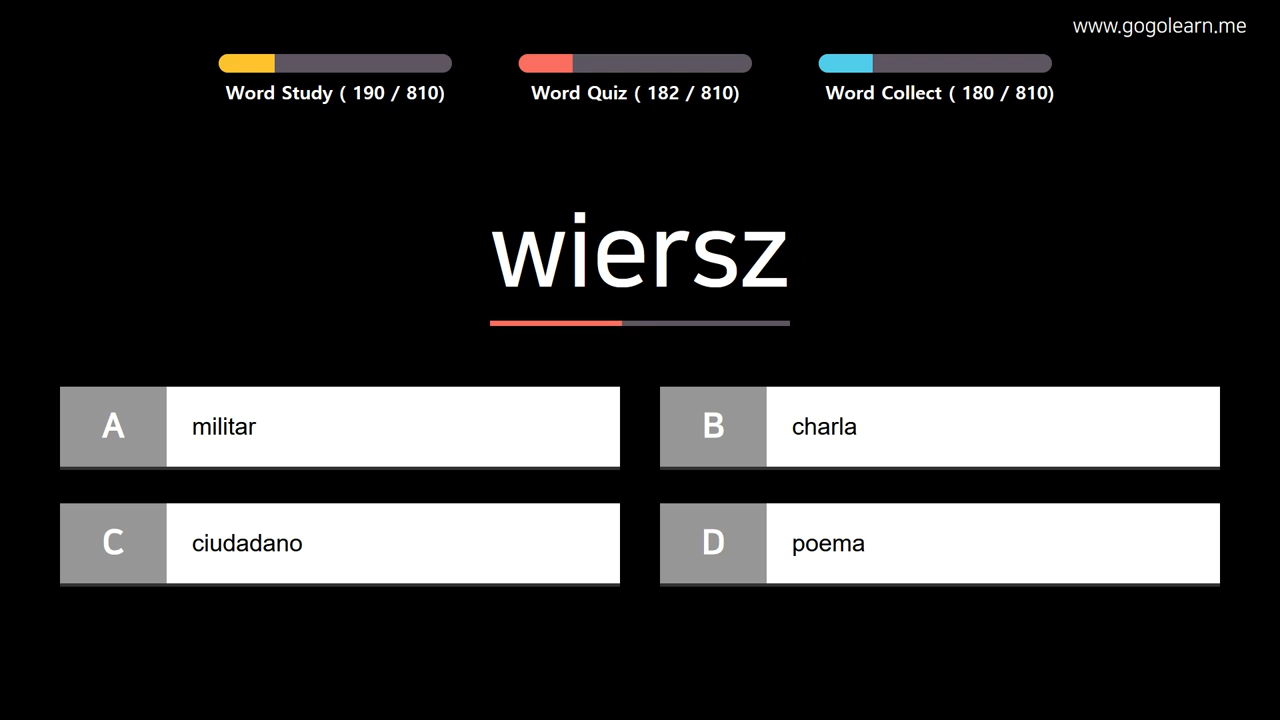 www.gogolearn.me
Word Study ( 190 / 810)
Word Quiz ( 182 / 810)
Word Collect ( 180 / 810)
wiersz
A militar
B charla
C ciudadano
D poema